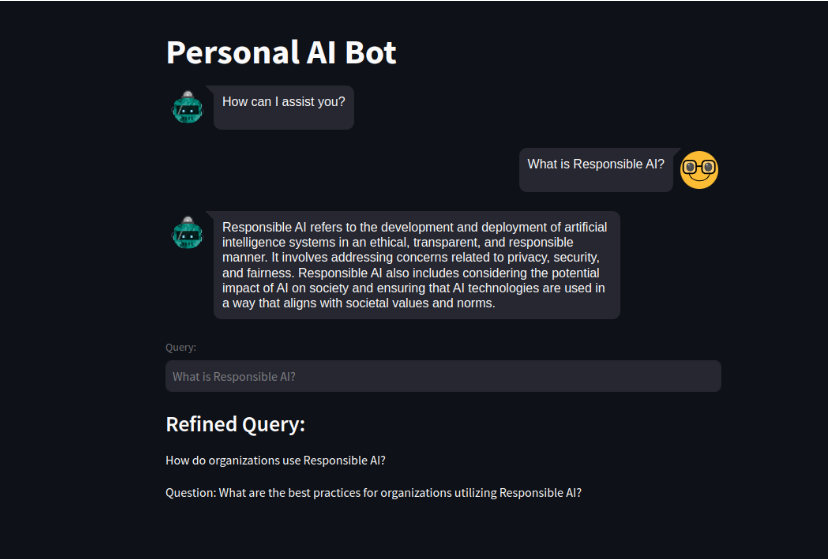 Personal AI Bot
How can I assist you?
What is Responsible AI?
Responsible AI refers to the development and deployment of artificial
intelligence systems in an ethical, transparent, and responsible
manner. It involves addressing concerns related to privacy, security,
and fairness. Responsible AI also includes considering the potential
impact of AI on society and ensuring that AI technologies are used in
a way that aligns with societal values and norms.
Query:
What is Responsible AI?
Refined Query:
How do organizations use Responsible AI?
Question: What are the best practices for organizations utilizing Responsible AI?